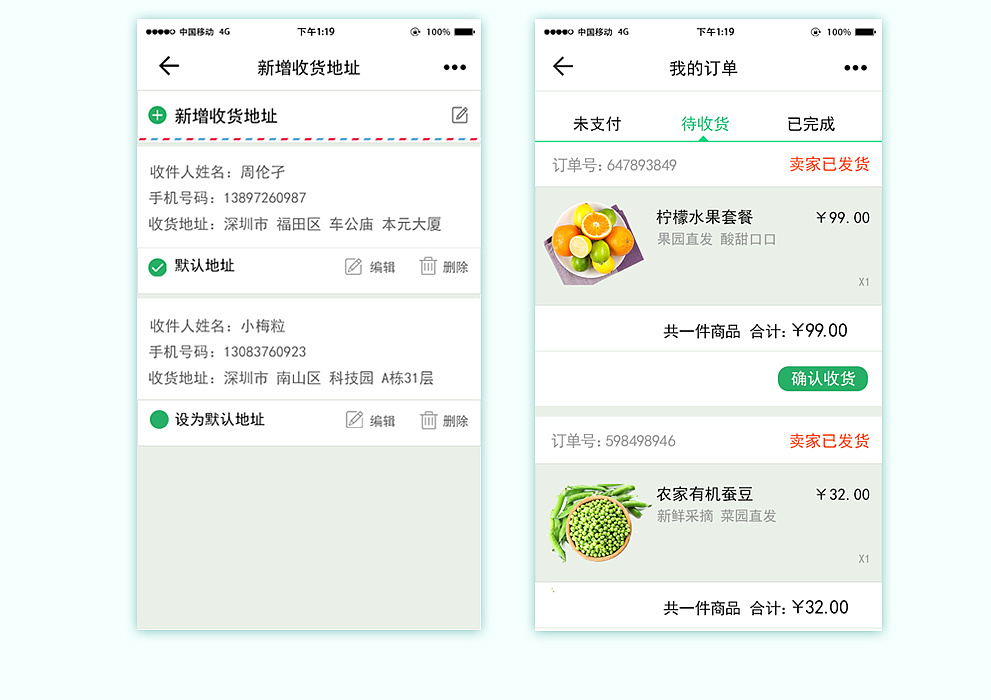 中国移动 4G 下午1:19 100%
新增收货地址
新增收货地址
收件人姓名：周伦孑
手机号码：13897260987
收货地址：深圳市 福田区 车公庙 本元大厦
默认地址 编辑 删除
收件人姓名：小梅粒
手机号码：13083760923
收货地址：深圳市 南山区 科技园 A栋31层
设为默认地址 编辑 删除
中国移动 4G 下午1:19 100%
我的订单
未支付 待收货 已完成
订单号: 647893849 卖家已发货
柠檬水果套餐 ￥99.00
果园直发 酸甜口口
X1
共一件商品 合计: ￥99.00
确认收货
订单号: 598498946 卖家已发货
农家有机蚕豆 ￥32.00
新鲜采摘 菜园直发
X1
共一件商品 合计: ￥32.00